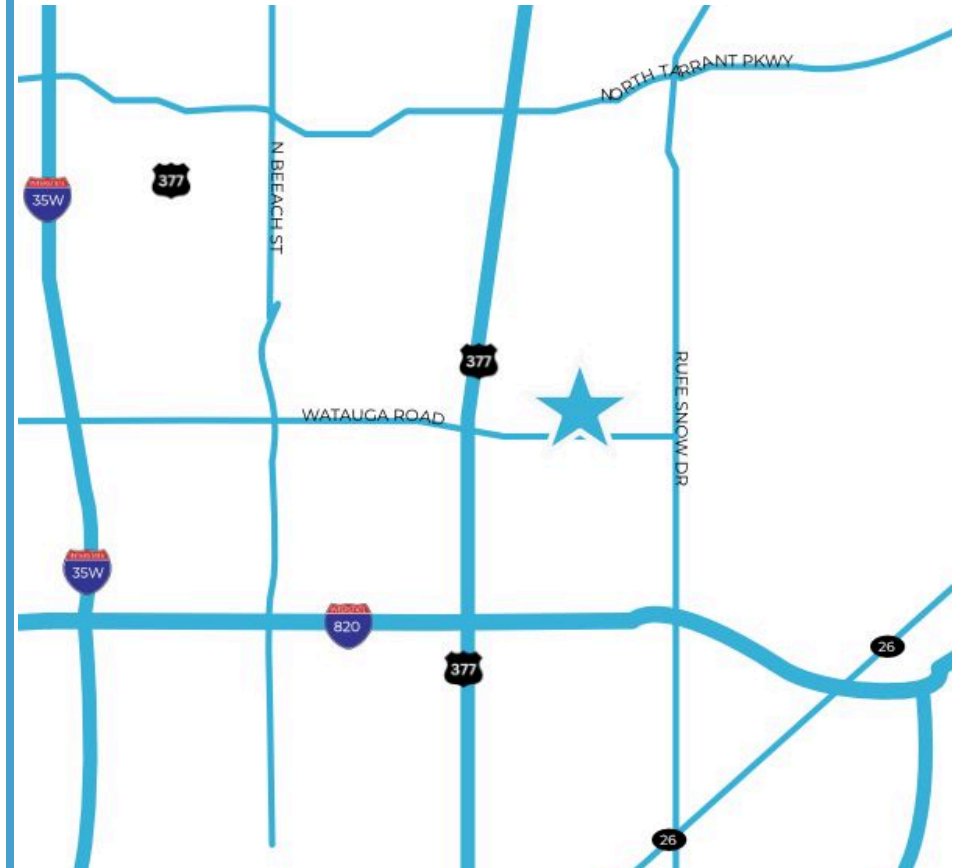 NORTH TARRANT PKWY
N BEEACH ST
377
35W
377
RUFE SNOW DR
WATAUGA ROAD
35W
820
26
377
26